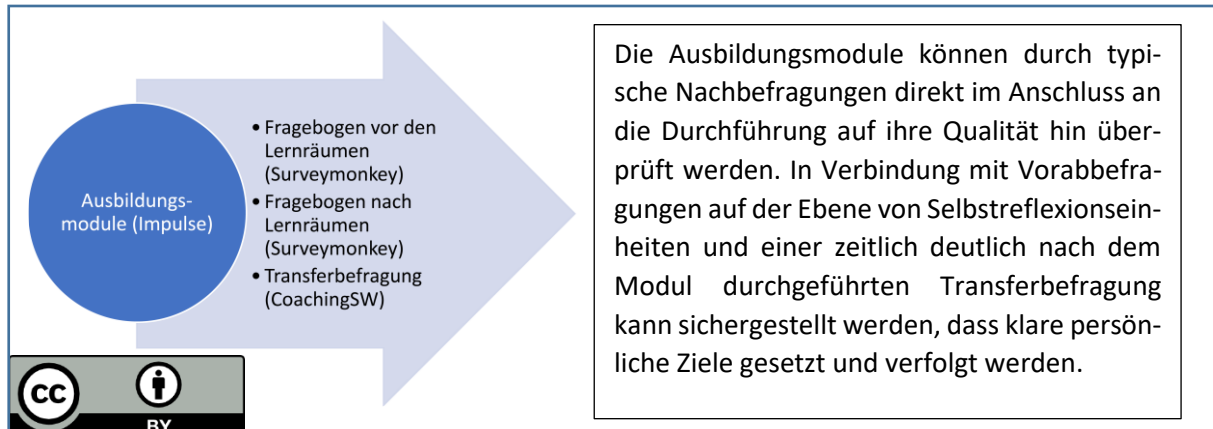 Ausbildungs-
module (Impulse)
• Fragebogen vor den
Lernräumen
(Surveymonkey)
• Fragebogen nach
Lernräumen
(Surveymonkey)
• Transferbefragung
(CoachingSW)
Die Ausbildungsmodule können durch typi-
sche Nachbefragungen direkt im Anschluss an
die Durchführung auf ihre Qualität hin über-
prüft werden. In Verbindung mit Vorabbefra-
gungen auf der Ebene von Selbstreflexionsein-
heiten und einer zeitlich deutlich nach dem
Modul durchgeführten Transferbefragung
kann sichergestellt werden, dass klare persön-
liche Ziele gesetzt und verfolgt werden.
cc
BY